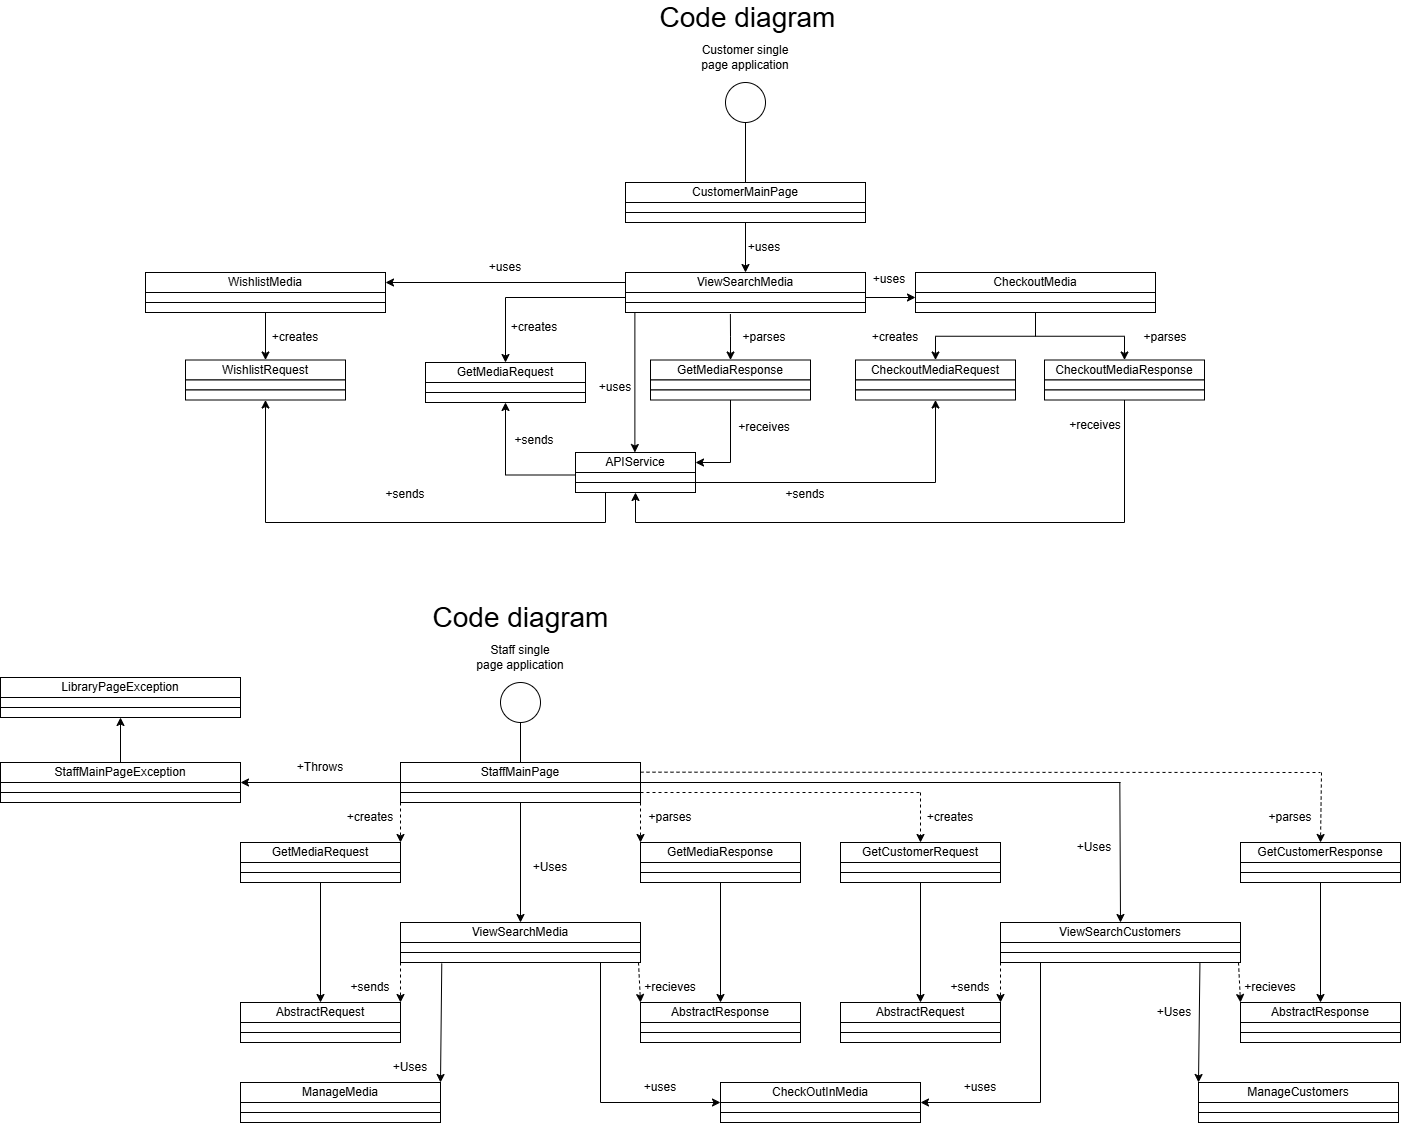 Code diagram
Customer single
page application
CustomerMainPage
+uses
+uses
+uses
WishlistMedia
ViewSearchMedia
CheckoutMedia
+creates
+creates
+parses
+creates
+parses
WishlistRequest
GetMediaRequest
GetMediaResponse
CheckoutMediaRequest
CheckoutMediaResponse
+uses
+sends
+receives
+receives
APIService
+sends
+sends
Code diagram
Staff single
page application
LibraryPageException
StaffMainPageException
+Throws
StaffMainPage
+creates
+parses
+creates
+parses
GetMediaRequest
+Uses
GetMediaResponse
GetCustomerRequest
+Uses
GetCustomerResponse
ViewSearchMedia
ViewSearchCustomers
+sends
+recieves
+sends
+recieves
AbstractRequest
AbstractResponse
AbstractRequest
+Uses
AbstractResponse
+Uses
+uses
+uses
ManageMedia
CheckOutInMedia
ManageCustomers